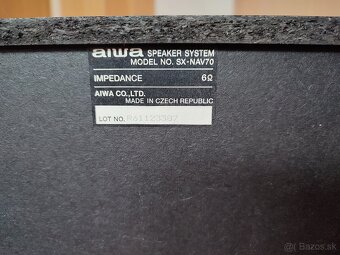 aiwa SPEAKER SYSTEM
MODEL NO. SX-NAV70
IMPEDANCE 6Ω
AIWA CO.,LTD.
MADE IN CZECH REPUBLIC
LOT NO.
© Bazos.sk